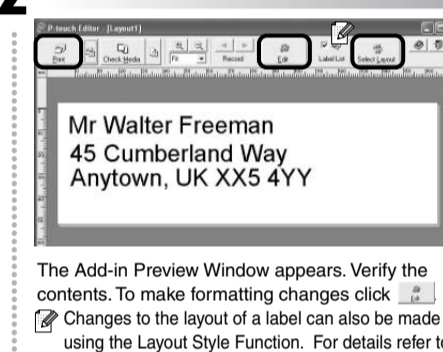 2
P-touch Editor - [Layout1]
Print Check Media Fit Record Edit Label List Select Layout
Mr Walter Freeman
45 Cumberland Way
Anytown, UK XX5 4YY
The Add-in Preview Window appears. Verify the
contents. To make formatting changes click Edit
Changes to the layout of a label can also be made
using the Layout Style Function. For details refer to